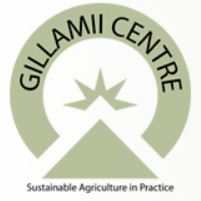 GILLAMII CENTRE
Sustainable Agriculture in Practice